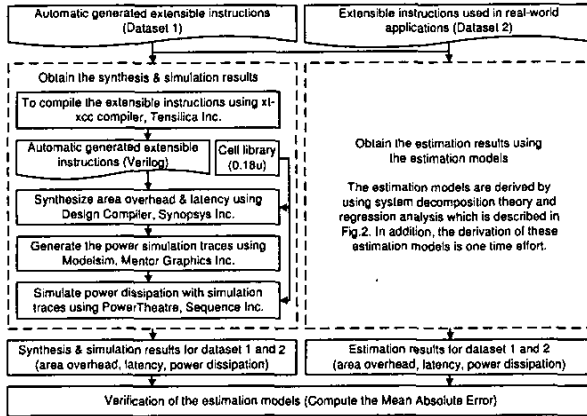 Automatic generated extensible instructions
(Dataset 1)
Extensible instructions used in real-world
applications (Dataset 2)
Obtain the synthesis & simulation results
To compile the extensible instructions using xt-
xcc compiler, Tensilica Inc.
Automatic generated extensible
instructions (Verilog)
Cell library
(0.18u)
Synthesize area overhead & latency using
Design Compiler, Synopsys Inc.
Generate the power simulation traces using
Modelsim, Mentor Graphics Inc.
Simulate power dissipation with simulation
traces using PowerTheatre, Sequence Inc.
Obtain the estimation results using
the estimation models
The estimation models are derived by
using system decomposition theory and
regression analysis which is described in
Fig.2. In addition, the derivation of these
estimation models is one time effort.
Synthesis & simulation results for dataset 1 and 2
(area overhead, latency, power dissipation)
Estimation results for dataset 1 and 2
(area overhead, latency, power dissipation)
Verification of the estimation models (Compute the Mean Absolute Error)